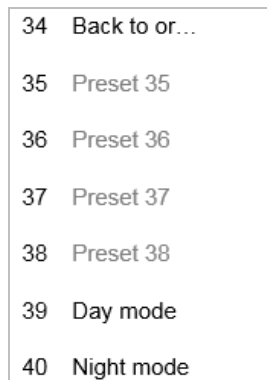 34 Back to or...
35 Preset 35
36 Preset 36
37 Preset 37
38 Preset 38
39 Day mode
40 Night mode